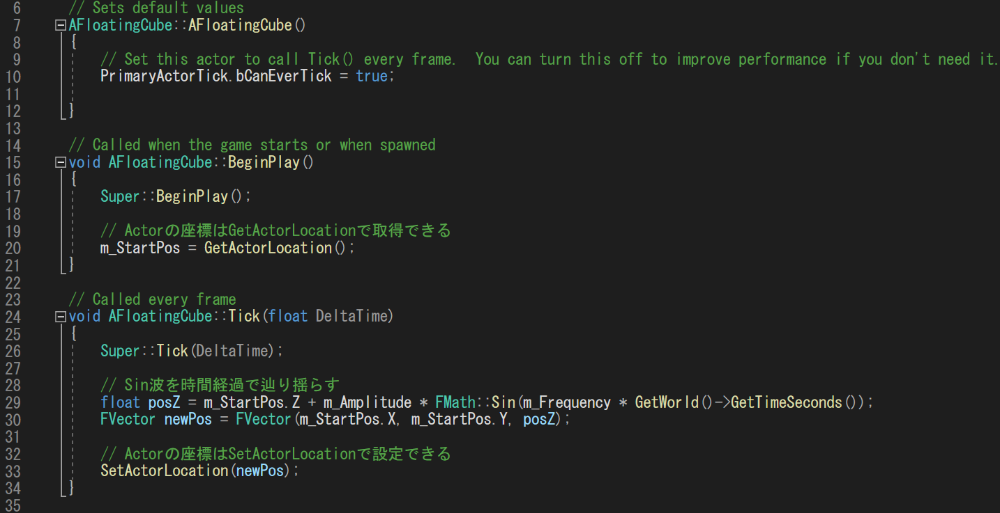 6 // Sets default values
7 AFloatingCube::AFloatingCube()
8 {
9 // Set this actor to call Tick() every frame.  You can turn this off to improve performance if you don't need it.
10 PrimaryActorTick.bCanEverTick = true;
11
12 }
13
14 // Called when the game starts or when spawned
15 void AFloatingCube::BeginPlay()
16 {
17 Super::BeginPlay();
18
19 // Actorの座標はGetActorLocationで取得できる
20 m_StartPos = GetActorLocation();
21 }
22
23 // Called every frame
24 void AFloatingCube::Tick(float DeltaTime)
25 {
26 Super::Tick(DeltaTime);
27
28 // Sin波を時間経過で辿り揺らす
29 float posZ = m_StartPos.Z + m_Amplitude * FMath::Sin(m_Frequency * GetWorld()->GetTimeSeconds());
30 FVector newPos = FVector(m_StartPos.X, m_StartPos.Y, posZ);
31
32 // Actorの座標はSetActorLocationで設定できる
33 SetActorLocation(newPos);
34 }
35